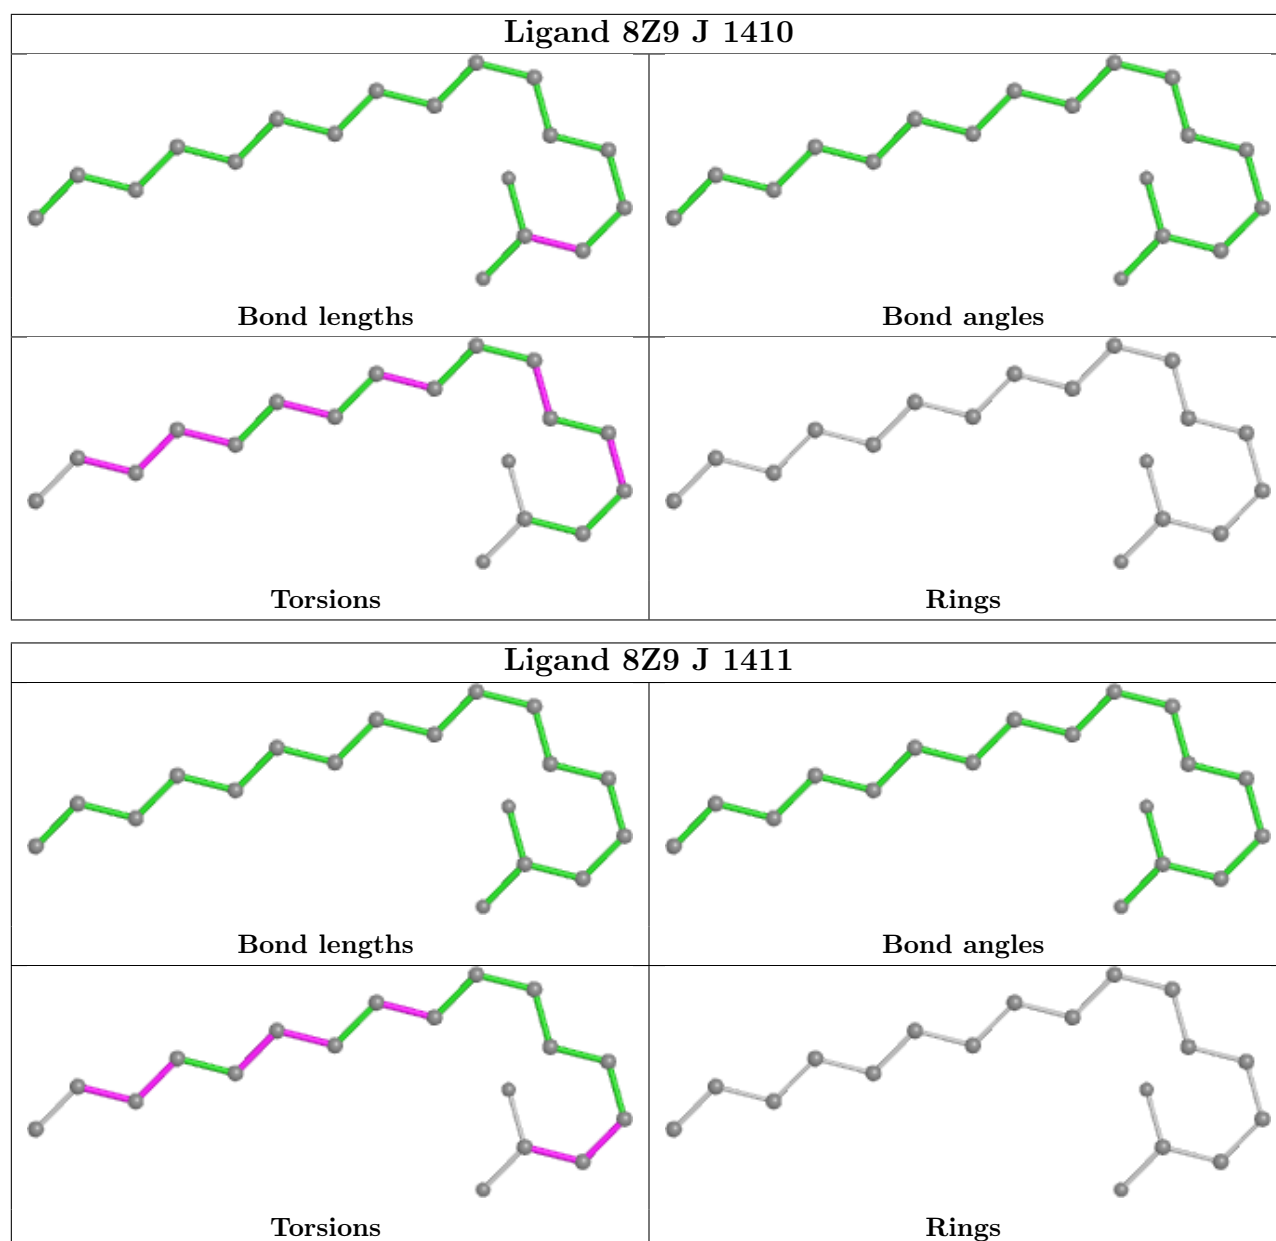 Ligand 8Z9 J 1410
Bond lengths
Bond angles
Torsions
Rings
Ligand 8Z9 J 1411
Bond lengths
Bond angles
Torsions
Rings